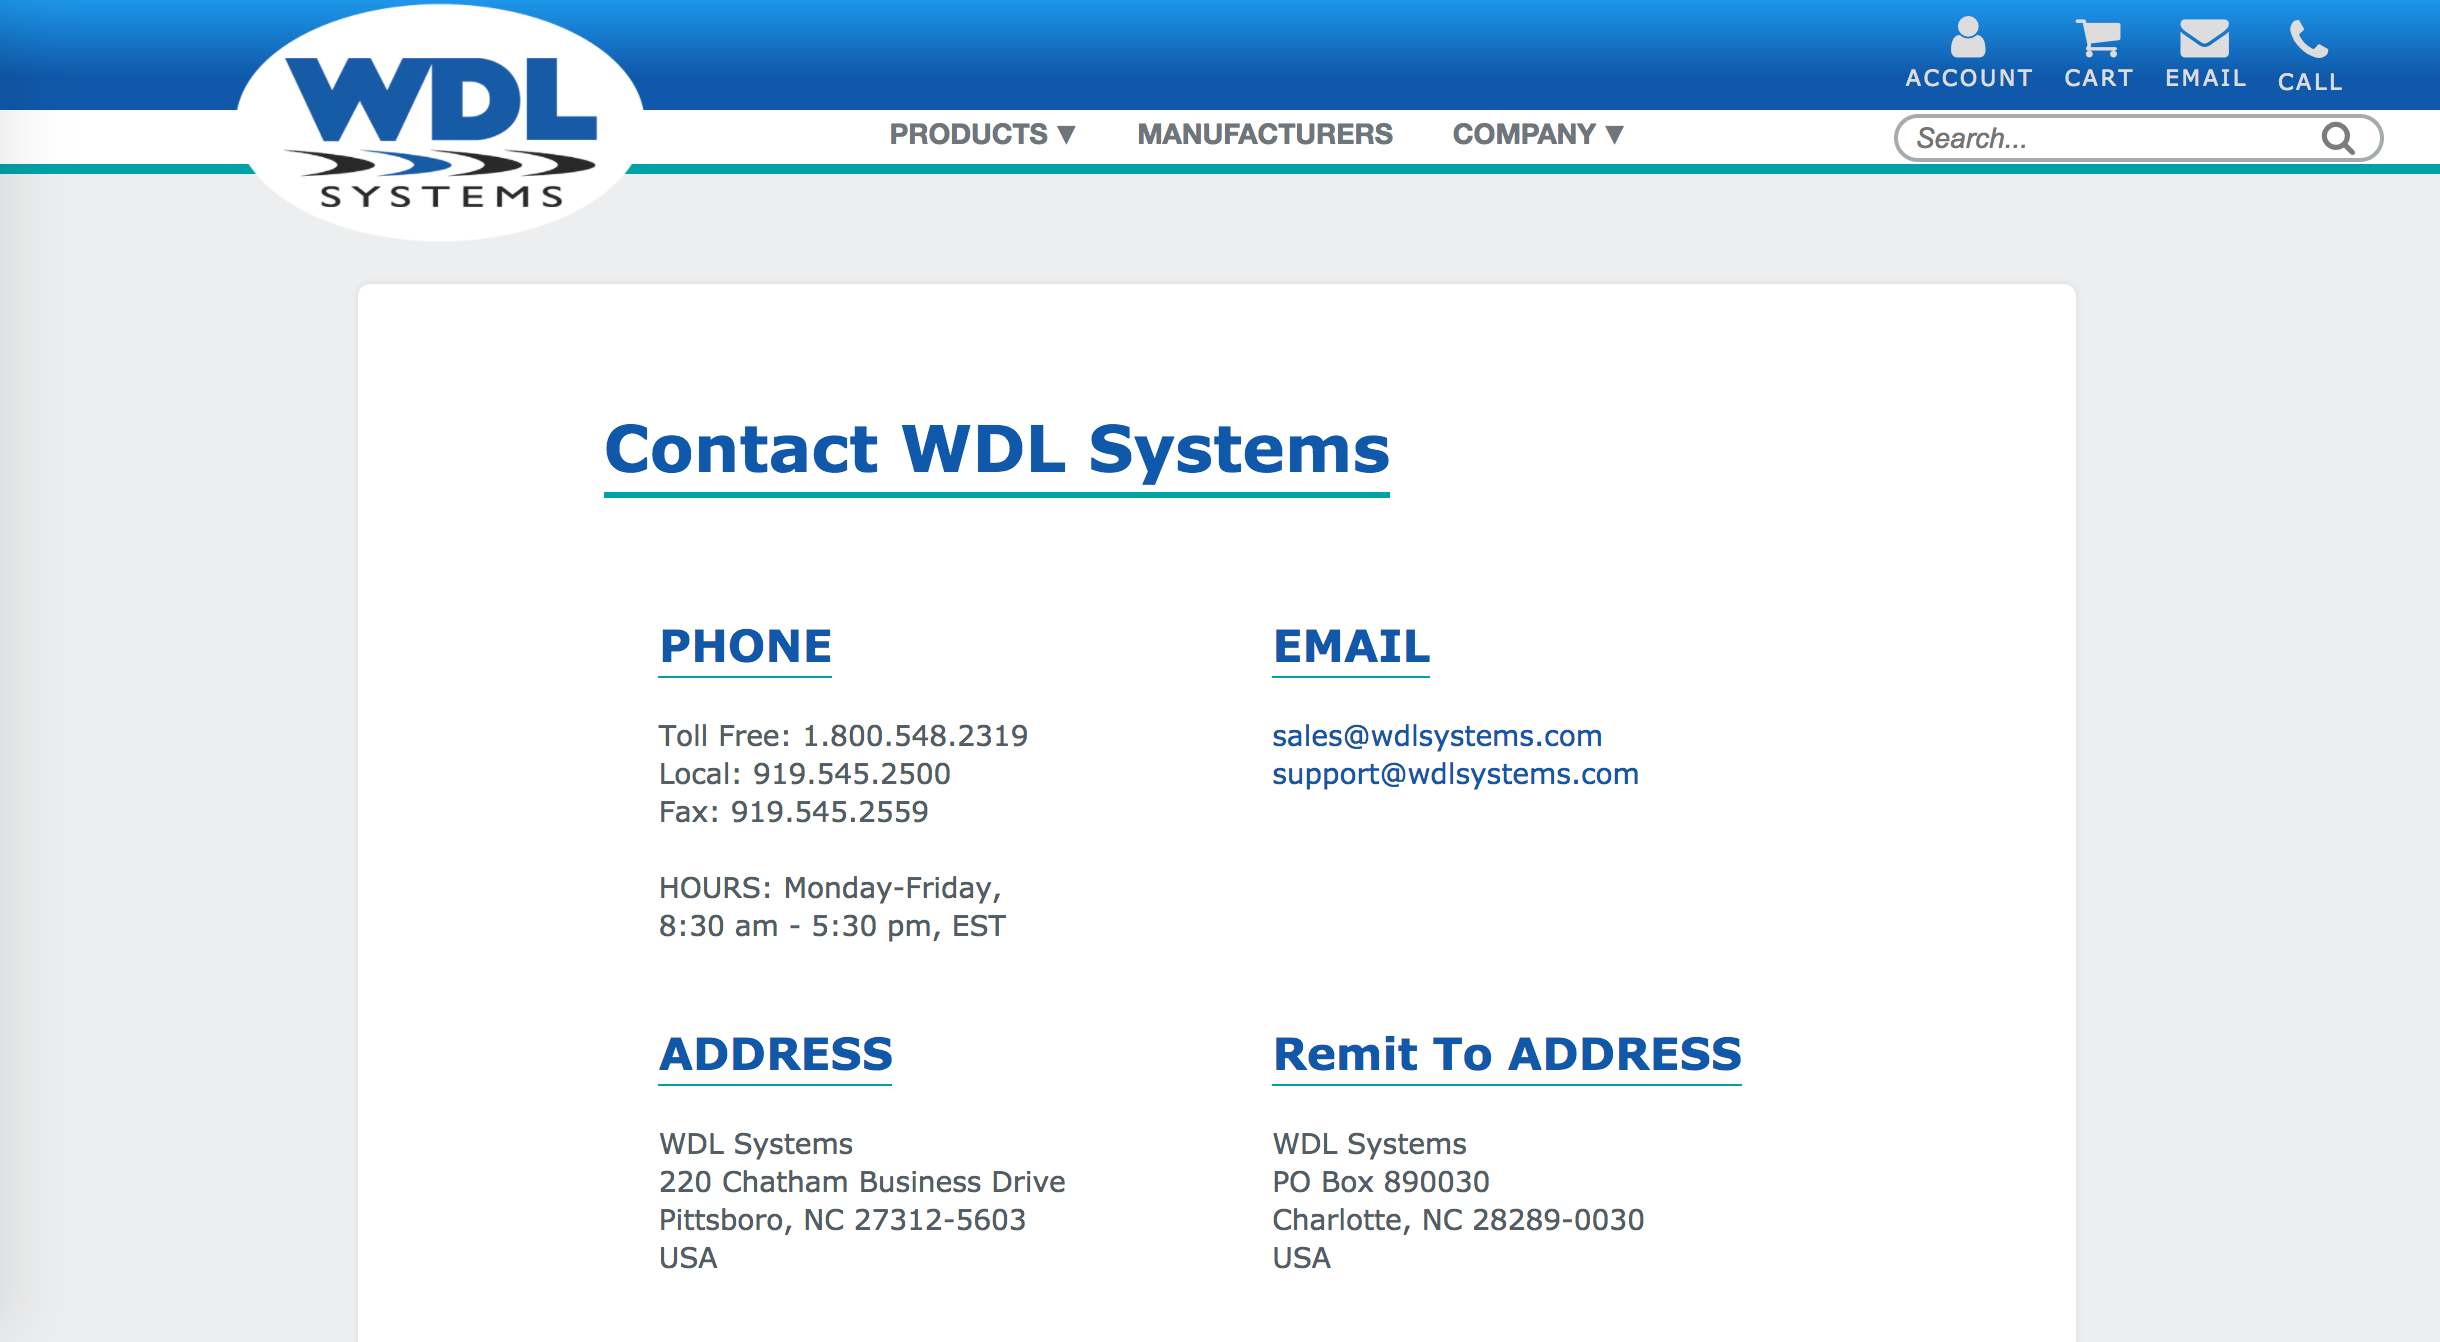 WDL
SYSTEMS
ACCOUNT
CART
EMAIL
CALL
PRODUCTS ▼
MANUFACTURERS
COMPANY ▼
Search...
Contact WDL Systems
PHONE
Toll Free: 1.800.548.2319
Local: 919.545.2500
Fax: 919.545.2559
HOURS: Monday-Friday,
8:30 am - 5:30 pm, EST
EMAIL
sales@wdlsystems.com
support@wdlsystems.com
ADDRESS
WDL Systems
220 Chatham Business Drive
Pittsboro, NC 27312-5603
USA
Remit To ADDRESS
WDL Systems
PO Box 890030
Charlotte, NC 28289-0030
USA